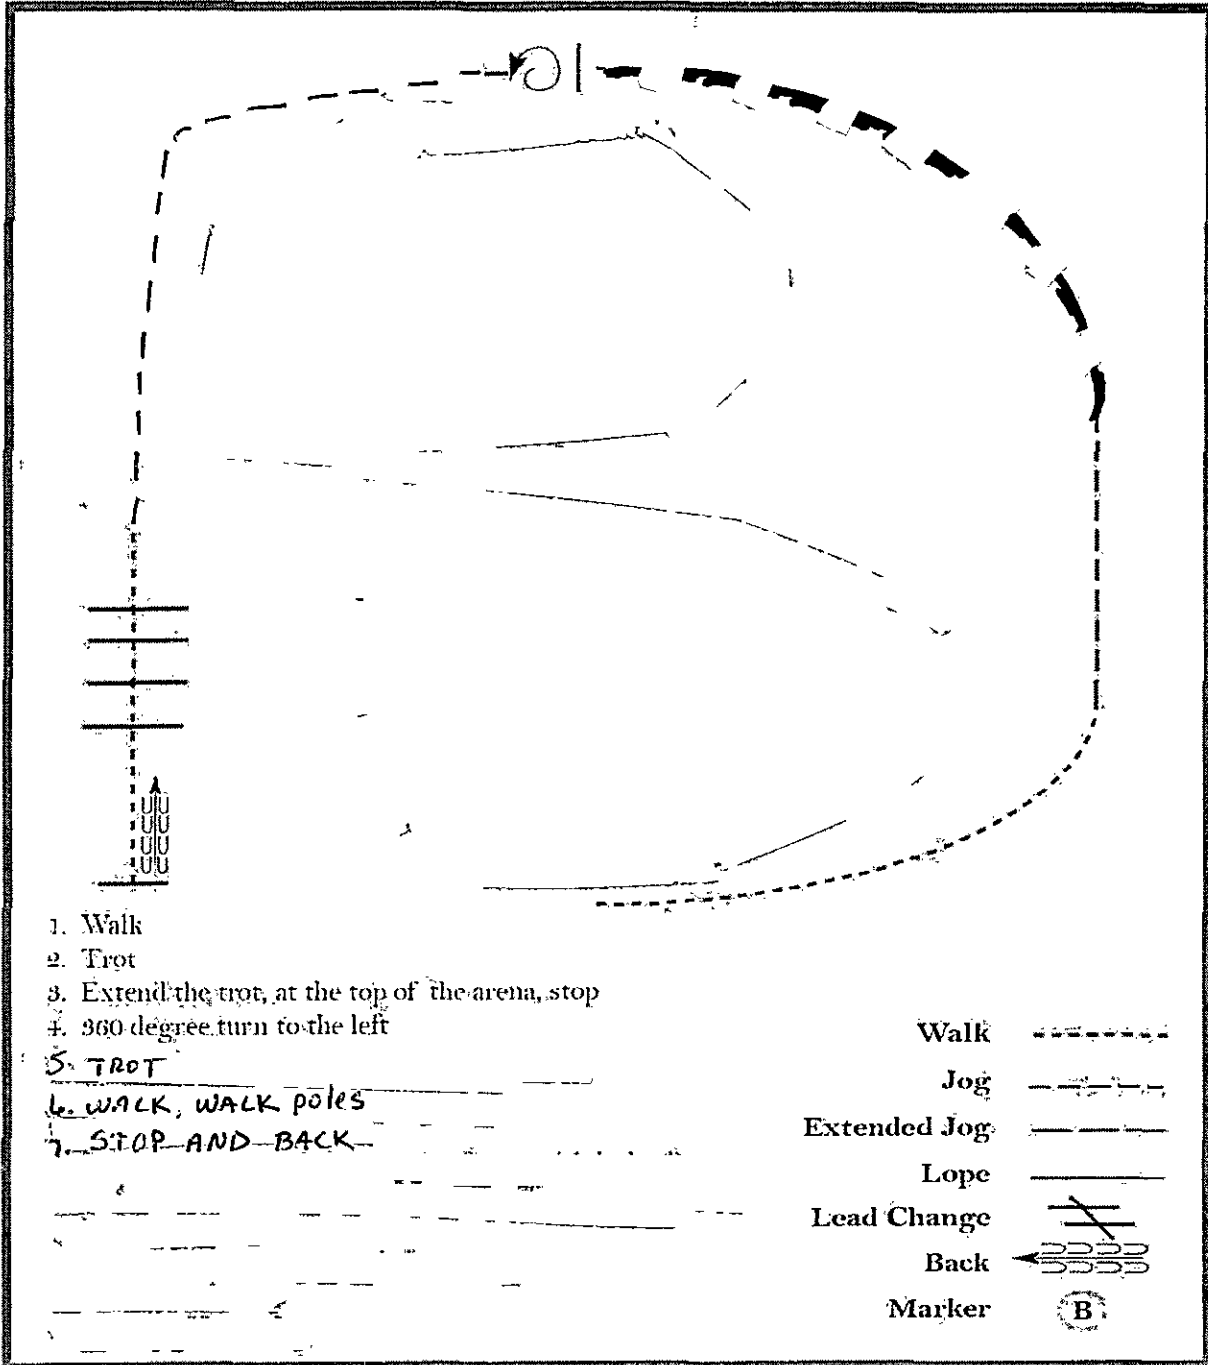 1. Walk
2. Trot
3. Extend the trot, at the top of the arena, stop
4. 360 degree turn to the left
5. TROT
6. WALK, WALK poles
7. STOP AND BACK
Walk
Jog
Extended Jog
Lope
Lead Change
Back
Marker B